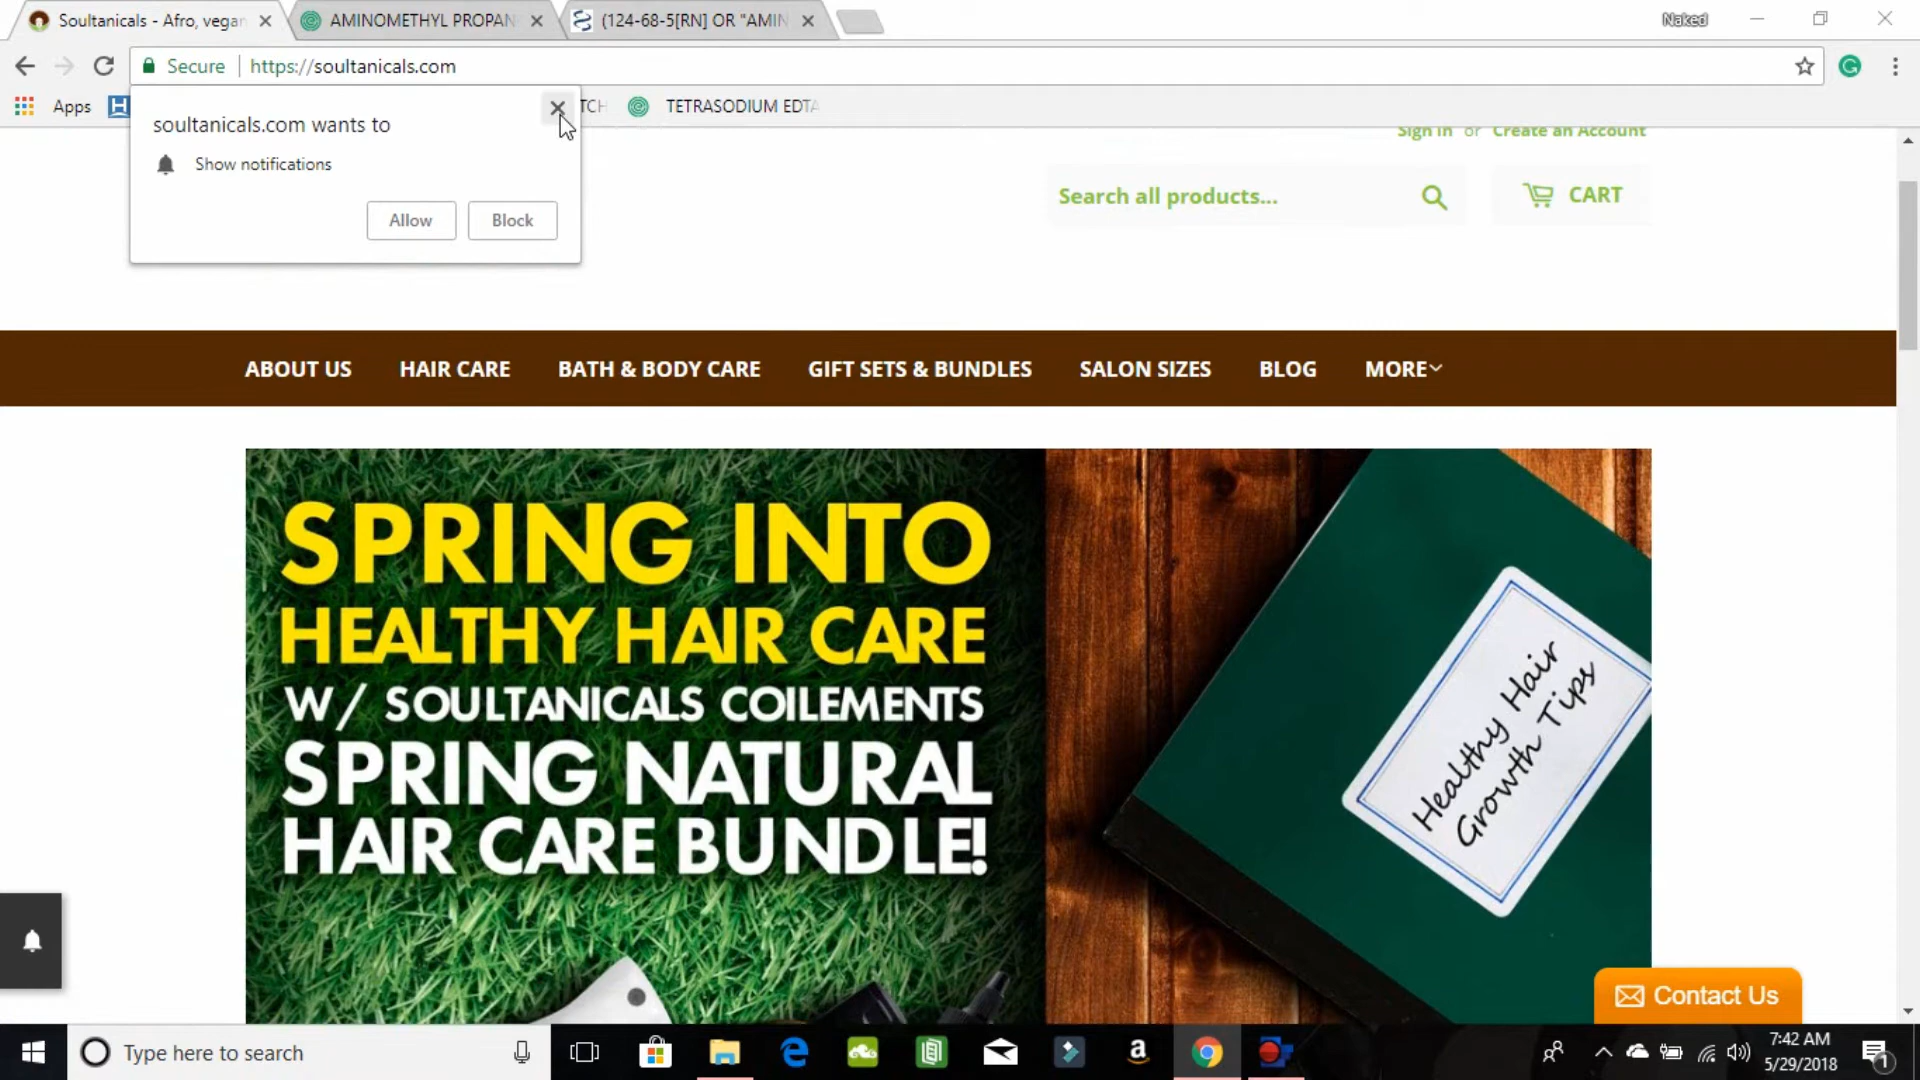 Soultanicals - Afro, vegan
AMINOMETHYL PROPAN
(124-68-5[RN] OR "AMIN
Naked
Secure
https://soultanicals.com
Apps
H
TCH
TETRASODIUM EDTA
soultanicals.com wants to
Show notifications
Allow
Block
Sign in or Create an Account
Search all products...
CART
ABOUT US
HAIR CARE
BATH & BODY CARE
GIFT SETS & BUNDLES
SALON SIZES
BLOG
MORE
SPRING INTO
HEALTHY HAIR CARE
W/ SOULTANICALS COILEMENTS
SPRING NATURAL
HAIR CARE BUNDLE!
Healthy Hair
Growth Tips
Contact Us
Type here to search
7:42 AM
5/29/2018
1